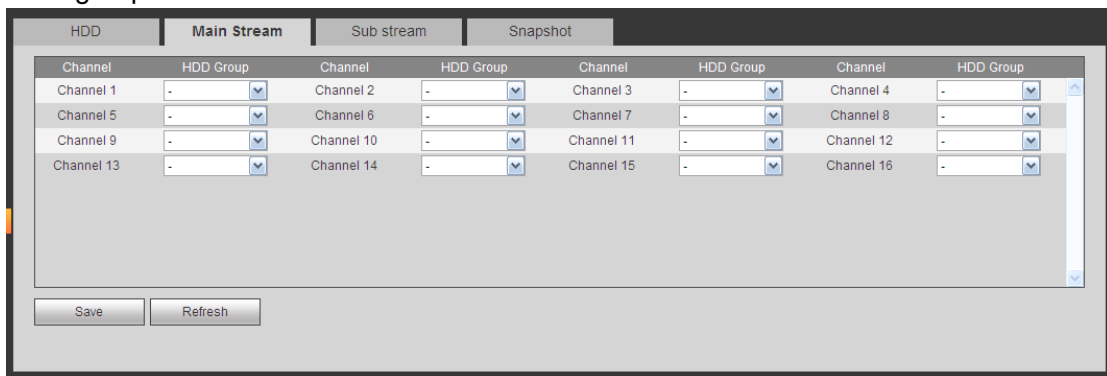 HDD Main Stream Sub stream Snapshot
Channel HDD Group Channel HDD Group Channel HDD Group Channel HDD Group
Channel 1 - Channel 2 - Channel 3 - Channel 4 -
Channel 5 - Channel 6 - Channel 7 - Channel 8 -
Channel 9 - Channel 10 - Channel 11 - Channel 12 -
Channel 13 - Channel 14 - Channel 15 - Channel 16 -
Save Refresh